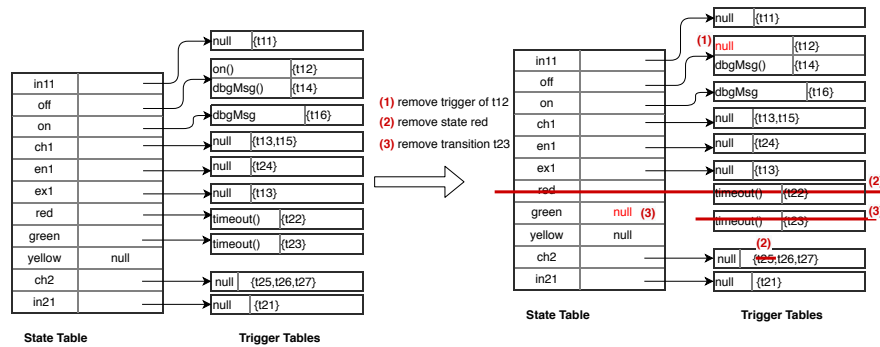 null {t11}
on() {t12}
dbgMsg() {t14}
dbgMsg {t16}
null {t13,t15}
null {t24}
null {t13}
timeout() {t22}
timeout() {t23}
null {t25,t26,t27}
null {t21}
in11
off
on
ch1
en1
ex1
red
green
yellow null
ch2
in21
State Table
Trigger Tables
(1) remove trigger of t12
(2) remove state red
(3) remove transition t23
null {t11}
(1) null {t12}
dbgMsg() {t14}
dbgMsg {t16}
null {t13,t15}
null {t24}
null {t13}
(2)
timeout() {t22}
(3)
timeout() {t23}
(2)
null {t25,t26,t27}
null {t21}
in11
off
on
ch1
en1
ex1
red
green null (3)
yellow null
ch2
in21
State Table
Trigger Tables